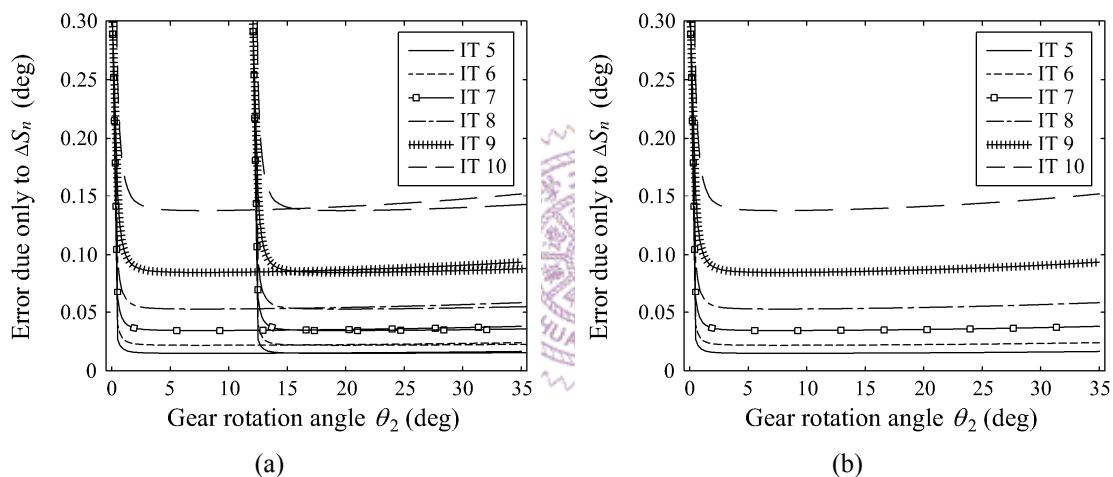 0.30
0.25
0.20
0.15
0.10
0.05
0
Error due only to ΔSₙ (deg)
IT 5
IT 6
IT 7
IT 8
IT 9
IT 10
0 5 10 15 20 25 30 35
Gear rotation angle θ₂ (deg)
(a)
0.30
0.25
0.20
0.15
0.10
0.05
0
Error due only to ΔSₙ (deg)
IT 5
IT 6
IT 7
IT 8
IT 9
IT 10
0 5 10 15 20 25 30 35
Gear rotation angle θ₂ (deg)
(b)